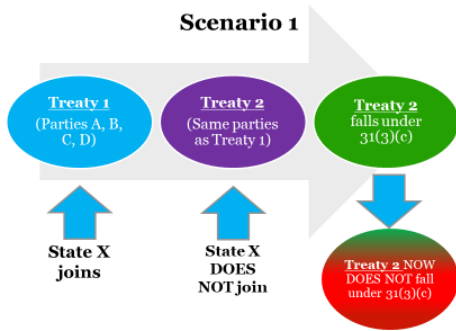 Scenario 1
Treaty 1
(Parties A, B,
C, D)
Treaty 2
(Same parties
as Treaty 1)
Treaty 2
falls under
31(3)(c)
State X
joins
State X
DOES
NOT join
Treaty 2 NOW
DOES NOT fall
under 31(3)(c)